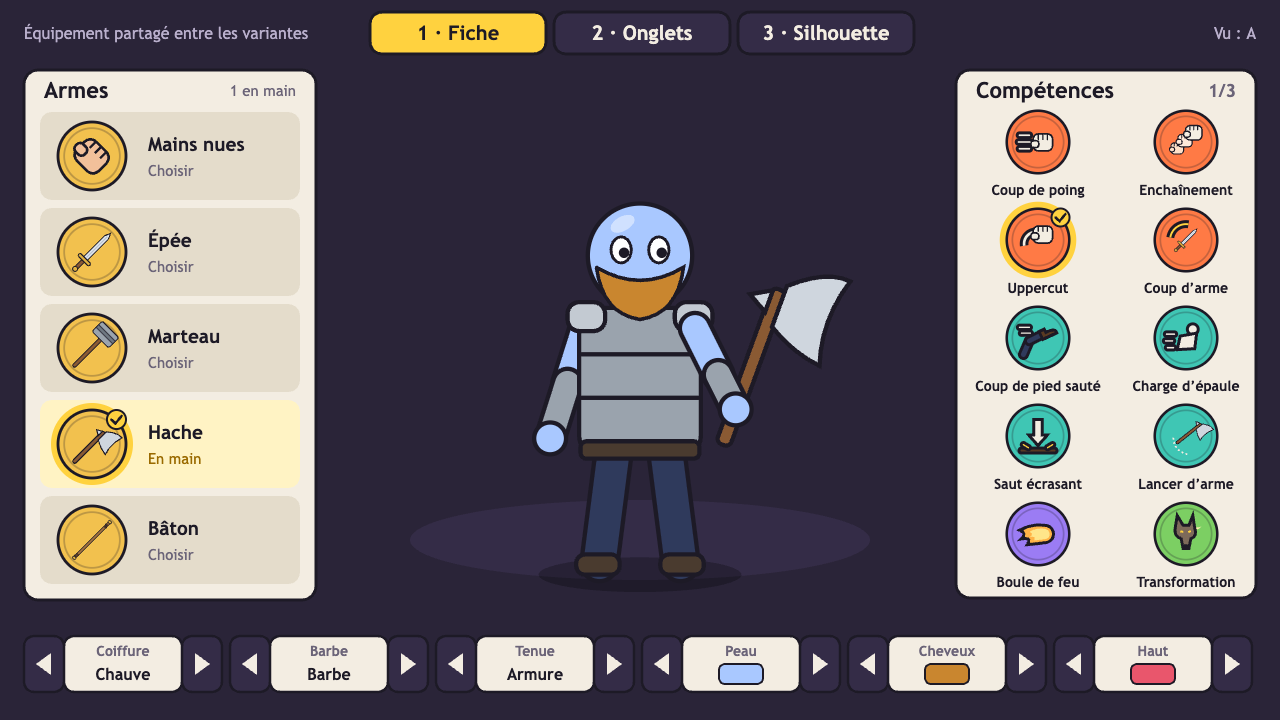 Équipement partagé entre les variantes
1 · Fiche
2 · Onglets
3 · Silhouette
Vu : A
Armes
1 en main
Mains nues
Choisir
Épée
Choisir
Marteau
Choisir
Hache
En main
Bâton
Choisir
Compétences
1/3
Coup de poing
Enchaînement
Uppercut
Coup d’arme
Coup de pied sauté
Charge d’épaule
Saut écrasant
Lancer d’arme
Boule de feu
Transformation
Coiffure
Chauve
Barbe
Barbe
Tenue
Armure
Peau
Cheveux
Haut